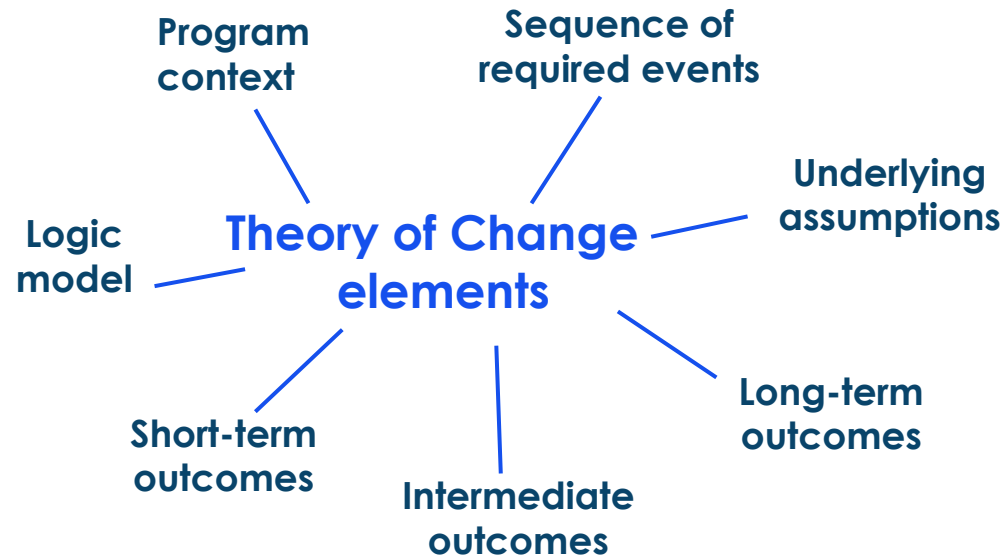 Program
context
Sequence of
required events
Underlying
assumptions
Theory of Change
elements
Logic
model
Long-term
outcomes
Short-term
outcomes
Intermediate
outcomes